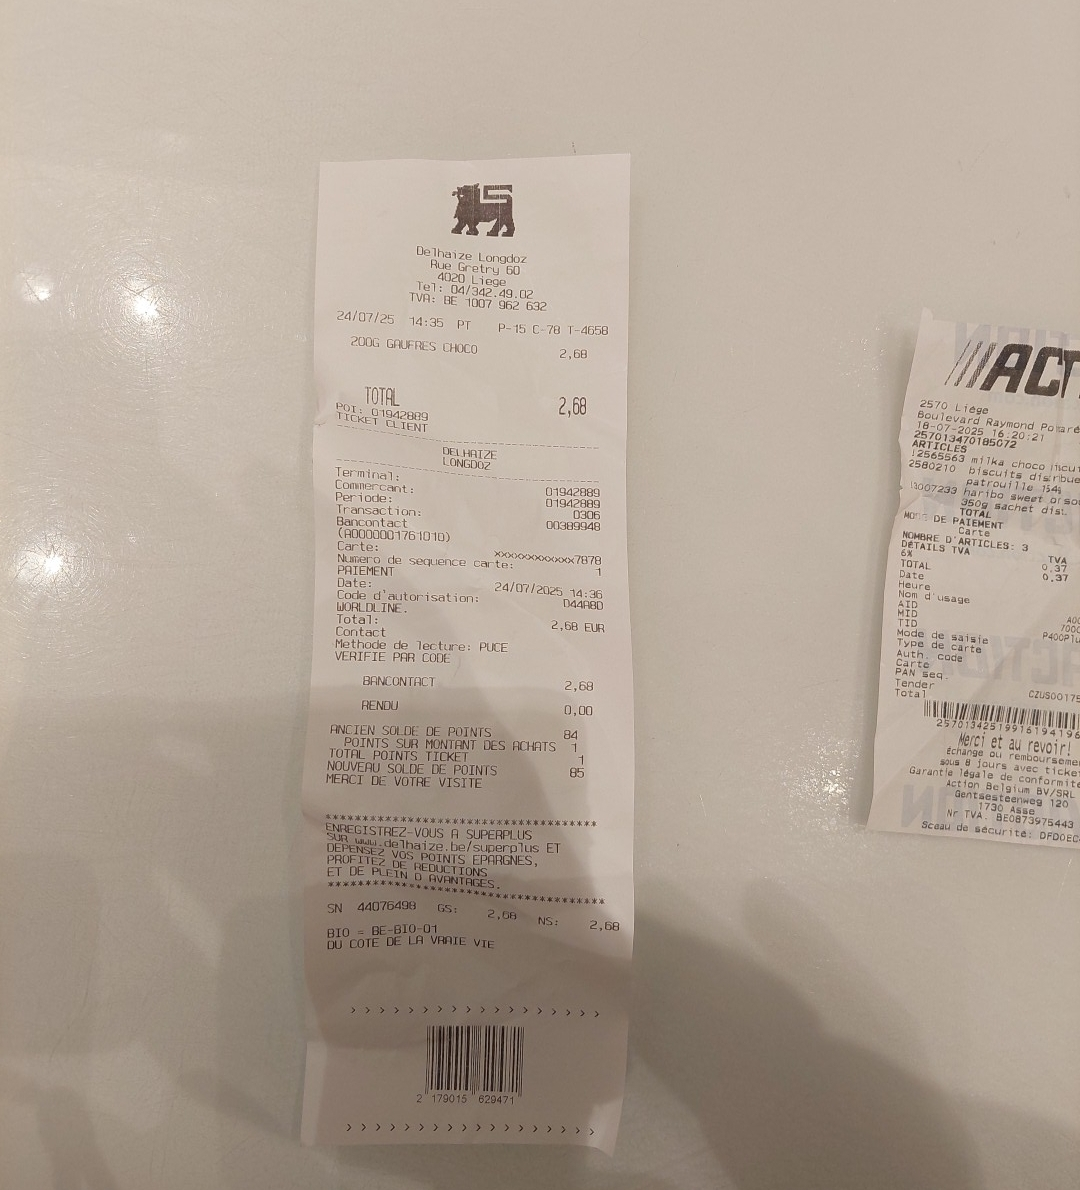 Delhaize Longdoz
Rue Gretry 60
4020 Liege
Tel: 04/342.49.02
TVA: BE 1007 962 632
24/07/25 14:35 PT P-15 C-78 T-4658
200G GAUFRES CHOCO 2,68
TOTAL 2,68
POI: 01942889
TICKET CLIENT
DELHAIZE
LONGDOZ
Terminal: 01942889
Commercant: 01942889
Periode: 0306
Transaction: 00389948
Bancontact
(A0000001761010)
Carte: xxxxxxxxxxxx7878
Numero de sequence carte: 1
PAIEMENT
Date: 24/07/2025 14:36
Code d'autorisation: D44A8D
WORLDLINE.
Total: 2,68 EUR
Contact
Methode de lecture: PUCE
VERIFIE PAR CODE
BANCONTACT 2,68
RENDU 0,00
ANCIEN SOLDE DE POINTS 84
POINTS SUR MONTANT DES ACHATS 1
TOTAL POINTS TICKET 1
NOUVEAU SOLDE DE POINTS 85
MERCI DE VOTRE VISITE
************************************
ENREGISTREZ-VOUS A SUPERPLUS
SUR www.delhaize.be/superplus ET
DEPENSEZ VOS POINTS EPARGNES,
PROFITEZ DE REDUCTIONS
ET DE PLEIN D AVANTAGES.
************************************
SN 44076498 GS: 2,68 NS: 2,68
BIO = BE-BIO-01
DU COTE DE LA VRAIE VIE
> > > > > > > > > > > > > > > > > >
2 179015 629471
> > > > > > > > > > > > > > > > > >
ACT
2570 Liège
Boulevard Raymond
18-07-2025 16:20:21
257013470185072
ARTICLES
milka choco
2580210 biscuits
patrouille
haribo sweet
350g sachet dist.
TOTAL
DE PAIEMENT
Carte
NOMBRE D'ARTICLES: 3
DÉTAILS TVA TVA
6% 0,37
TOTAL 0,37
Date
Heure
Nom d'usage
AID
MID
TID
Mode de saisie
Type de carte
Auth. code
Carte
PAN seq.
Tender
Total
Merci et au revoir!
Échange ou
sous 8 jours avec
Garantie légale de
Action Belgium BV/SRL
Gentsesteenweg 120
1730 Asse
Nr TVA. BE0873975443
Sceau de sécurité: